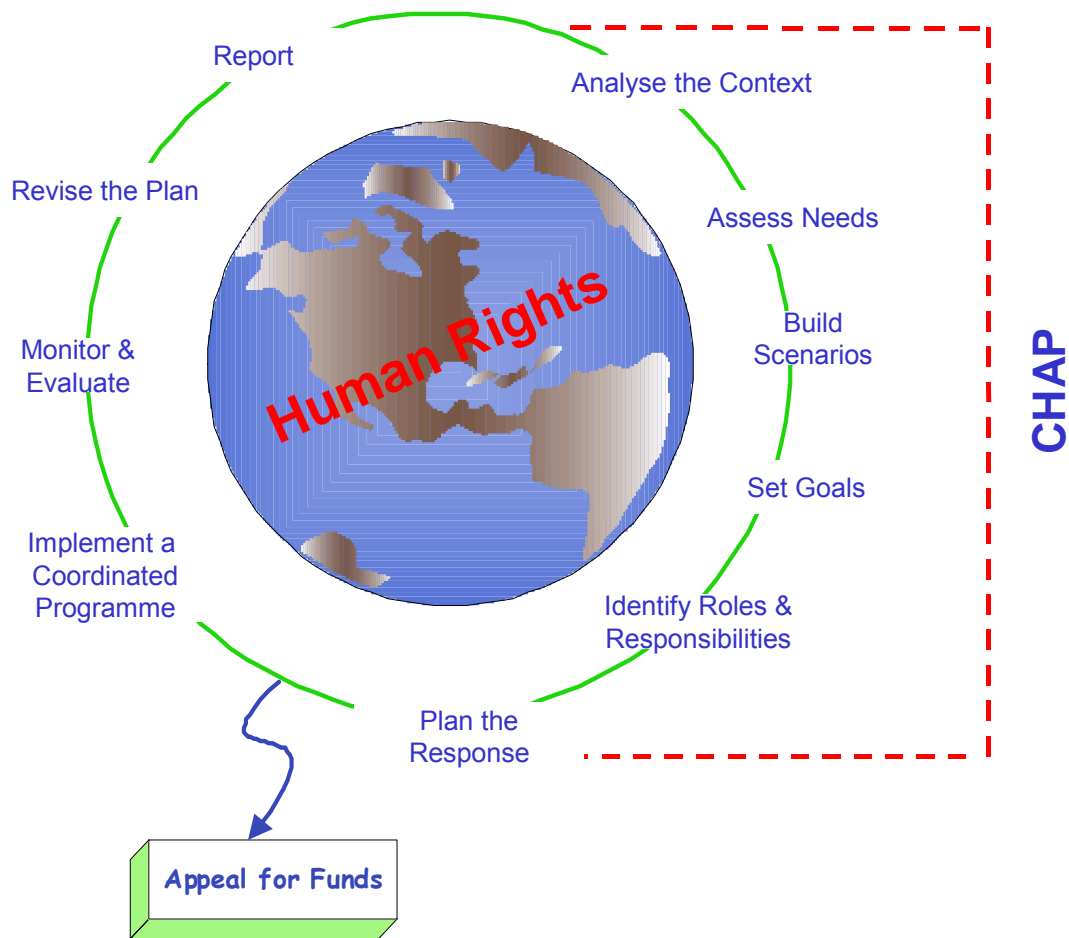 Report
Analyse the Context
Revise the Plan
Assess Needs
Human Rights
Build
Scenarios
CHAP
Monitor &
Evaluate
Set Goals
Implement a
Coordinated
Programme
Identify Roles &
Responsibilities
Plan the
Response
Appeal for Funds